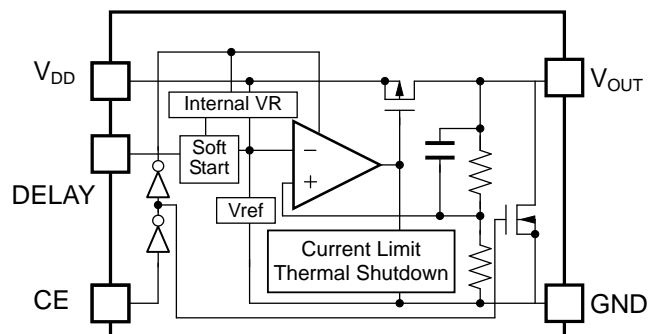 VDD
VOUT
Internal VR
Soft
Start
DELAY
−
+
Vref
Current Limit
Thermal Shutdown
CE
GND